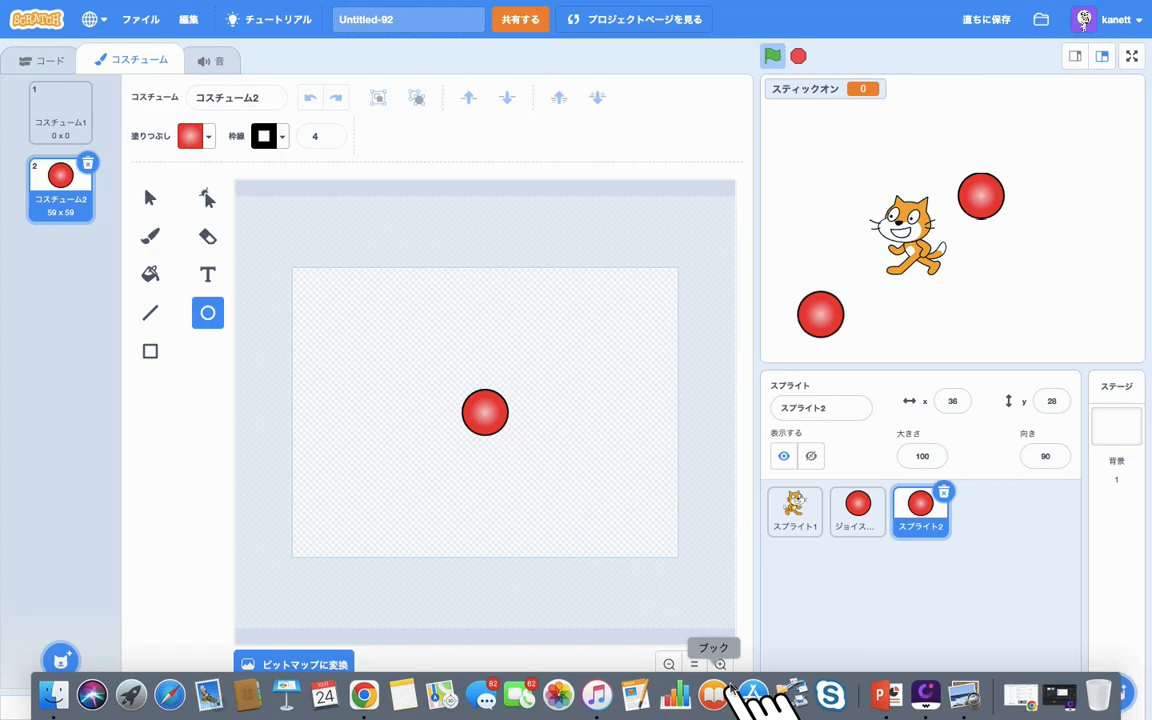 SCRATCH
ファイル
編集
チュートリアル
Untitled-92
共有する
プロジェクトページを見る
直ちに保存
kanett
コード
コスチューム
音
1
コスチューム1
0 x 0
2
コスチューム2
59 x 59
コスチューム
コスチューム2
塗りつぶし
枠線
4
T
ビットマップに変換
スティックオン
0
スプライト
スプライト2
x
36
y
28
表示する
大きさ
100
向き
90
スプライト1
ジョイス...
スプライト2
ステージ
背景
1
ブック
24
82
62